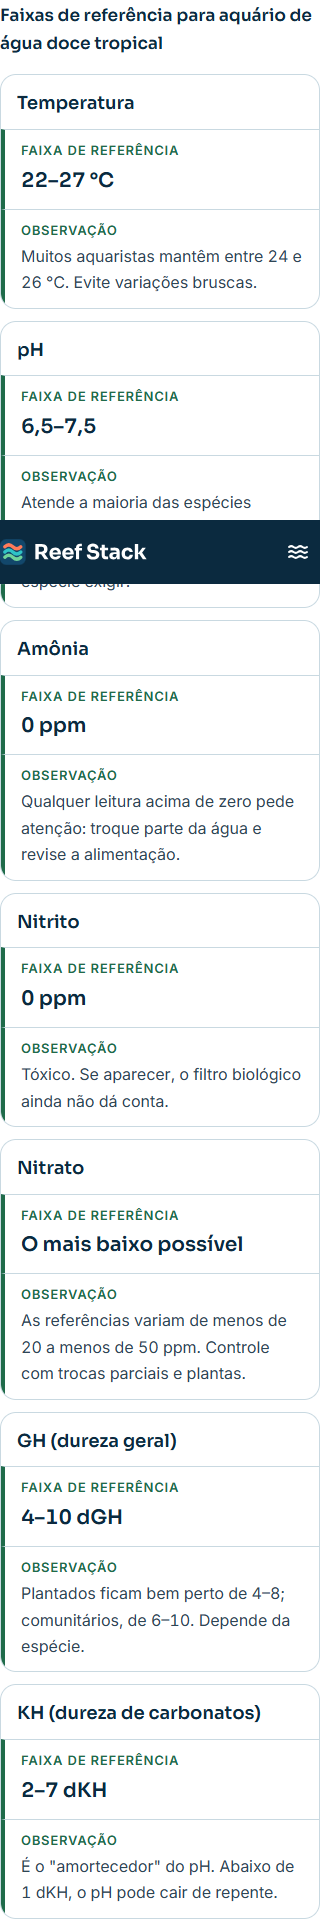 Faixas de referência para aquário de
água doce tropical
Temperatura
FAIXA DE REFERÊNCIA
22–27 °C
OBSERVAÇÃO
Muitos aquaristas mantêm entre 24 e
26 °C. Evite variações bruscas.
pH
FAIXA DE REFERÊNCIA
6,5–7,5
OBSERVAÇÃO
Atende a maioria das espécies
Reef Stack
espécie exigir.
Amônia
FAIXA DE REFERÊNCIA
0 ppm
OBSERVAÇÃO
Qualquer leitura acima de zero pede
atenção: troque parte da água e
revise a alimentação.
Nitrito
FAIXA DE REFERÊNCIA
0 ppm
OBSERVAÇÃO
Tóxico. Se aparecer, o filtro biológico
ainda não dá conta.
Nitrato
FAIXA DE REFERÊNCIA
O mais baixo possível
OBSERVAÇÃO
As referências variam de menos de
20 a menos de 50 ppm. Controle
com trocas parciais e plantas.
GH (dureza geral)
FAIXA DE REFERÊNCIA
4–10 dGH
OBSERVAÇÃO
Plantados ficam bem perto de 4–8;
comunitários, de 6–10. Depende da
espécie.
KH (dureza de carbonatos)
FAIXA DE REFERÊNCIA
2–7 dKH
OBSERVAÇÃO
É o "amortecedor" do pH. Abaixo de
1 dKH, o pH pode cair de repente.